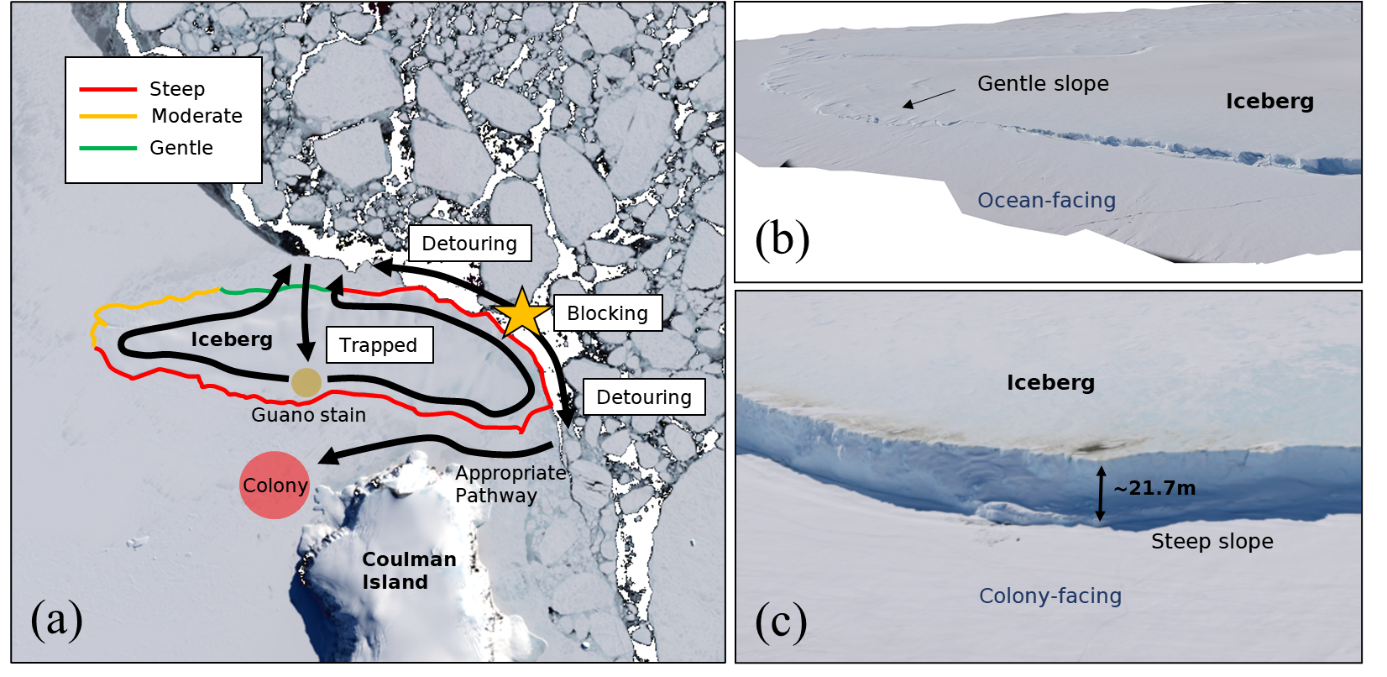 Steep
Moderate
Gentle
Detouring
Blocking
Iceberg
Trapped
Detouring
Guano stain
Colony
Appropriate
Pathway
Coulman
Island
(a)
Gentle slope
Iceberg
Ocean-facing
(b)
Iceberg
~21.7m
Steep slope
Colony-facing
(c)